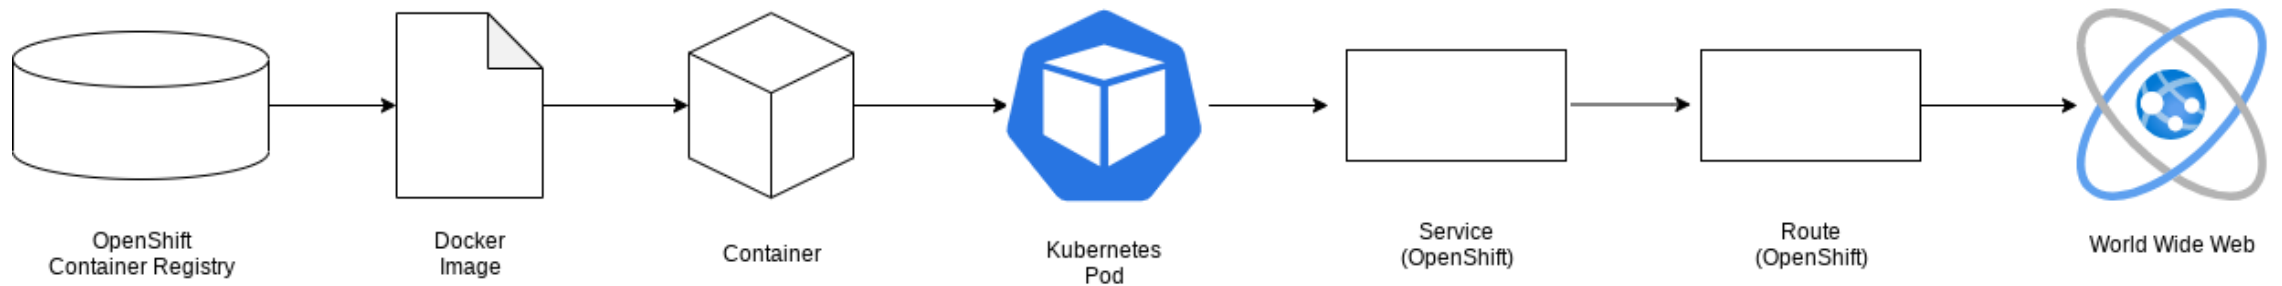 OpenShift
Container Registry
Docker
Image
Container
Kubernetes
Pod
Service
(OpenShift)
Route
(OpenShift)
World Wide Web